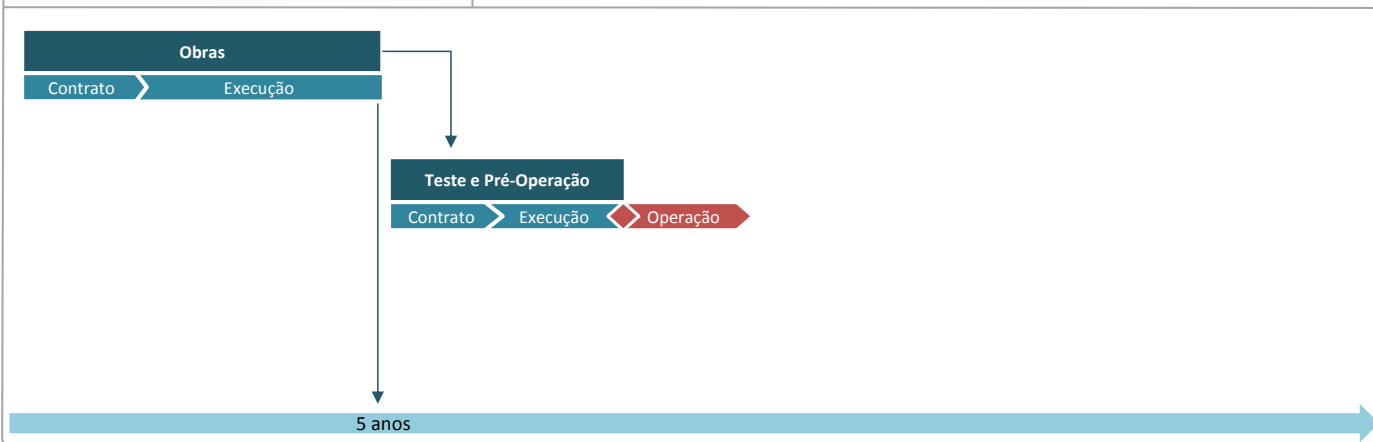 Obras
Contrato
Execução
Teste e Pré-Operação
Contrato
Execução
Operação
5 anos